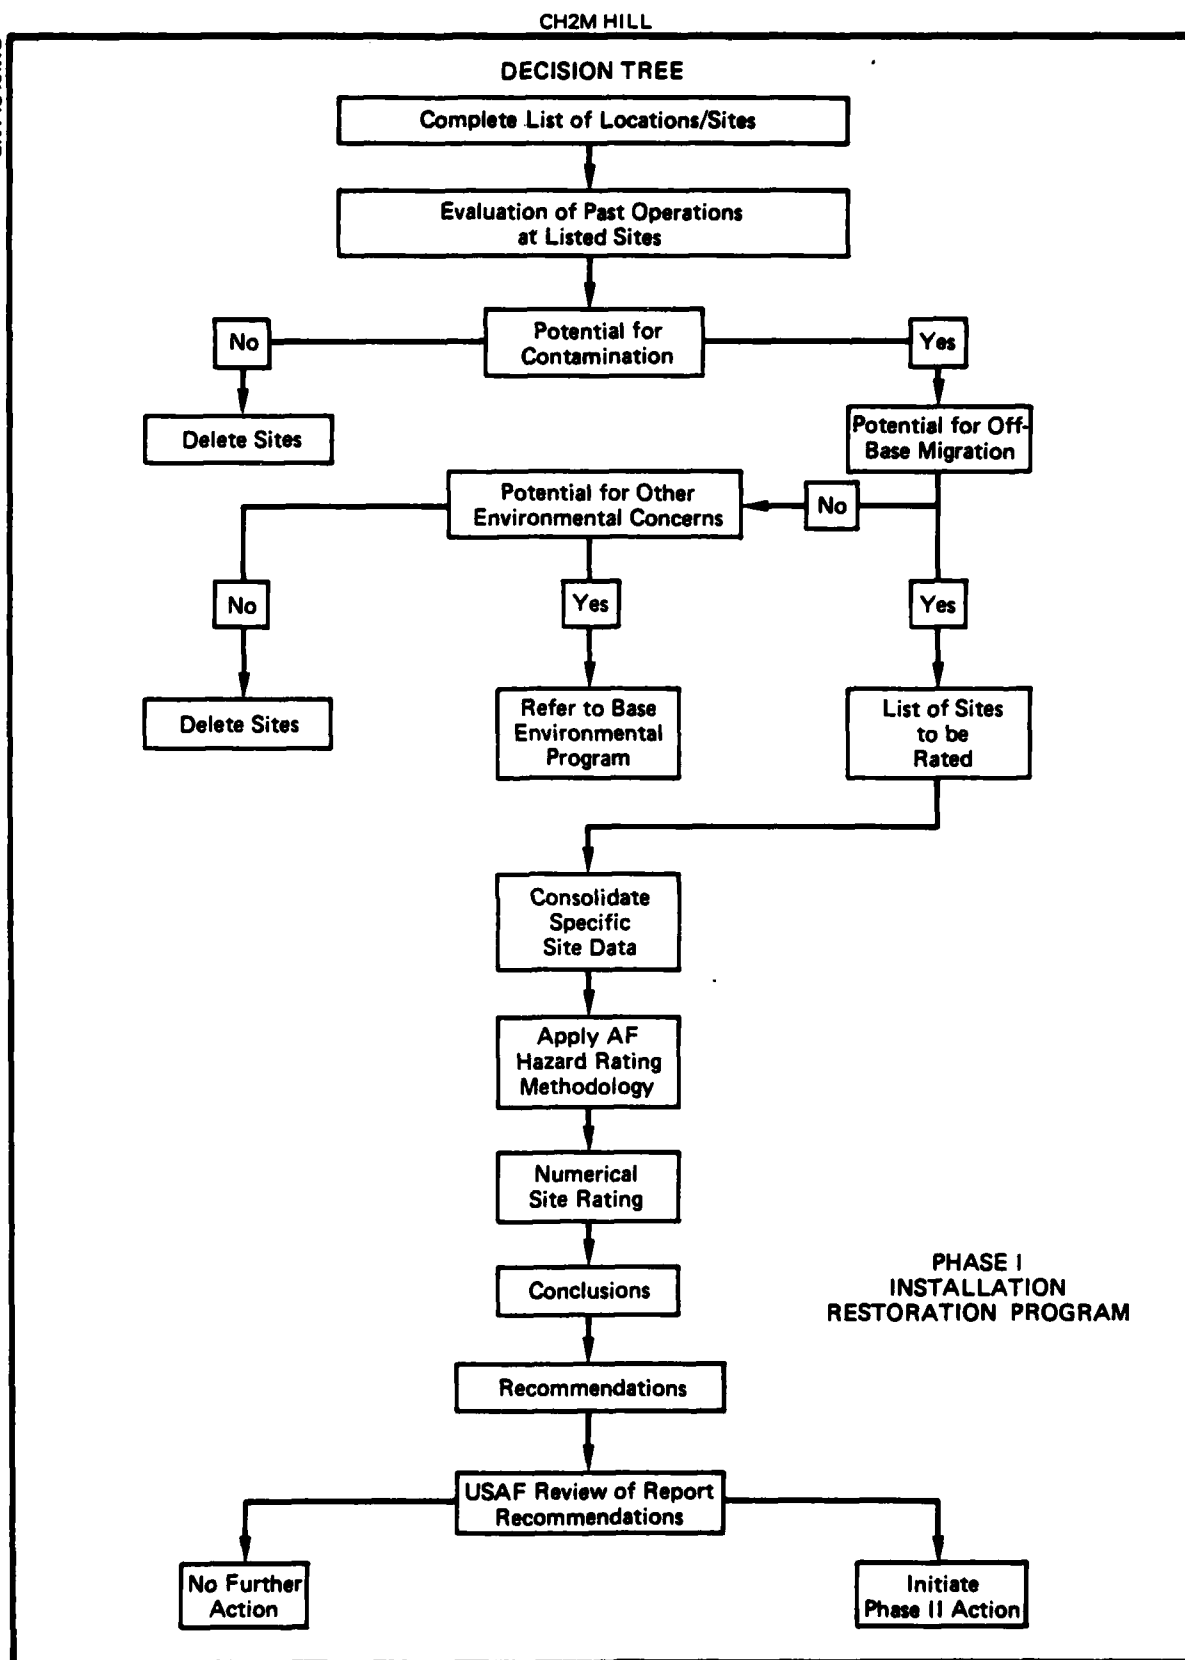 CH2M HILL
DECISION TREE
Complete List of Locations/Sites
Evaluation of Past Operations
at Listed Sites
No
Potential for
Contamination
Yes
Delete Sites
Potential for Off-
Base Migration
Potential for Other
Environmental Concerns
No
No
Yes
Yes
Delete Sites
Refer to Base
Environmental
Program
List of Sites
to be
Rated
Consolidate
Specific
Site Data
Apply AF
Hazard Rating
Methodology
Numerical
Site Rating
Conclusions
PHASE I
INSTALLATION
RESTORATION PROGRAM
Recommendations
USAF Review of Report
Recommendations
No Further
Action
Initiate
Phase II Action